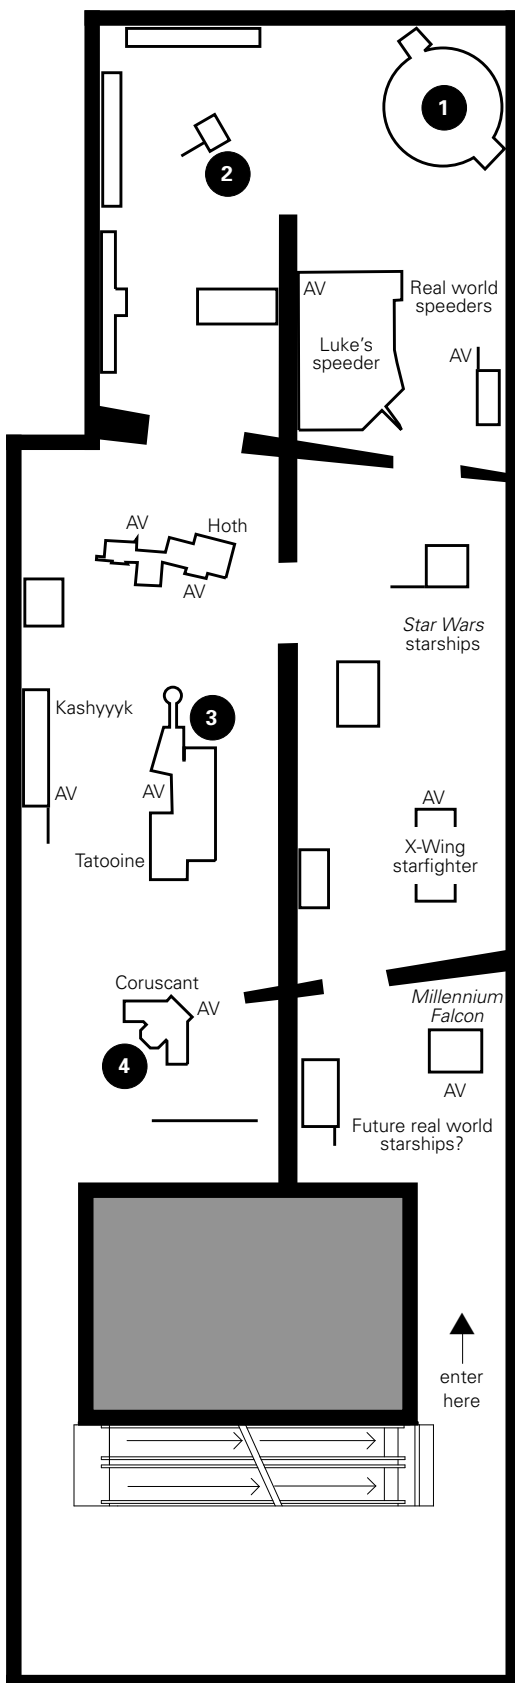 1
2
AV
Real world
speeders
Luke's
speeder
AV
AV
Hoth
AV
Star Wars
starships
Kashyyyk
3
AV
AV
AV
X-Wing
starfighter
Tatooine
Coruscant
AV
Millennium
Falcon
4
AV
Future real world
starships?
enter
here